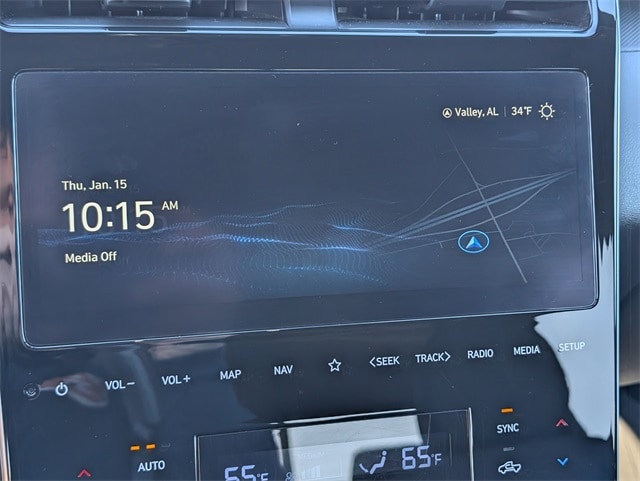 Valley, AL 34°F
Thu, Jan. 15
10:15 AM
Media Off
VOL− VOL+ MAP NAV <SEEK TRACK> RADIO MEDIA SETUP
AUTO 65°F 65°F SYNC